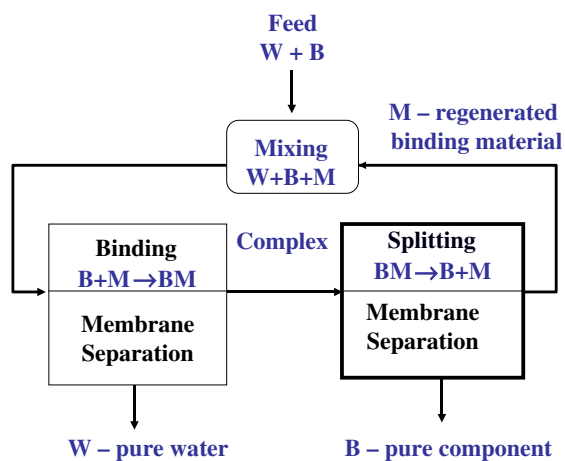 Feed
W + B
M – regenerated
binding material
Mixing
W+B+M
Binding
B+M→BM
Complex
Splitting
BM→B+M
Membrane
Separation
Membrane
Separation
W – pure water
B – pure component